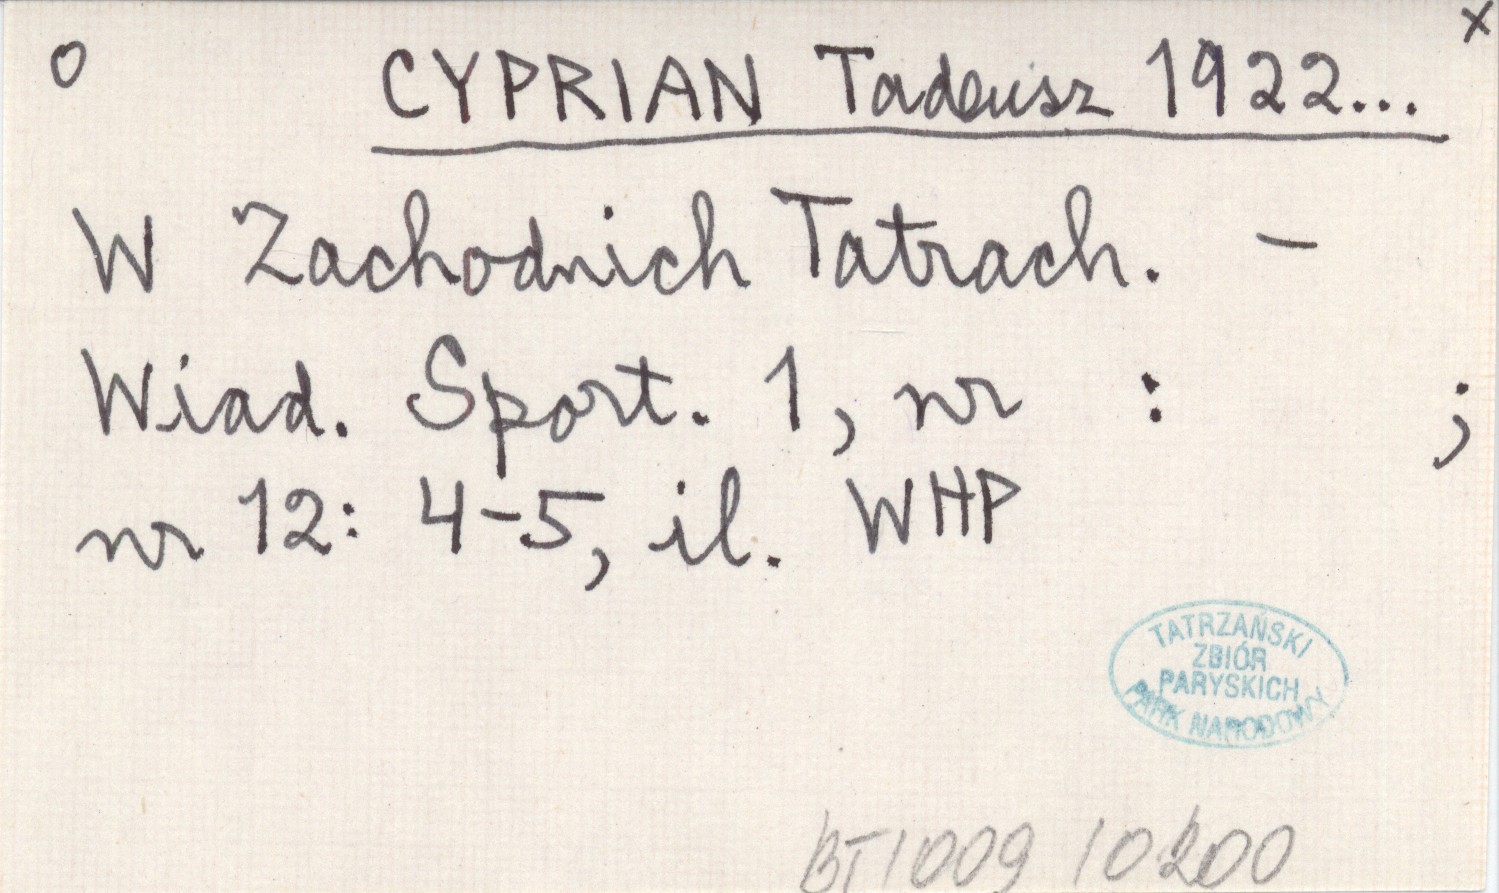 o
x
CYPRIAN Tadeusz 1922...
W Zachodnich Tatrach. –
Wiad. Sport. 1, nr : ;
nr 12: 4-5, il. WHP
TATRZAŃSKI
ZBIÓR
PARYSKICH
PARK NARODOWY
BT1009 10200